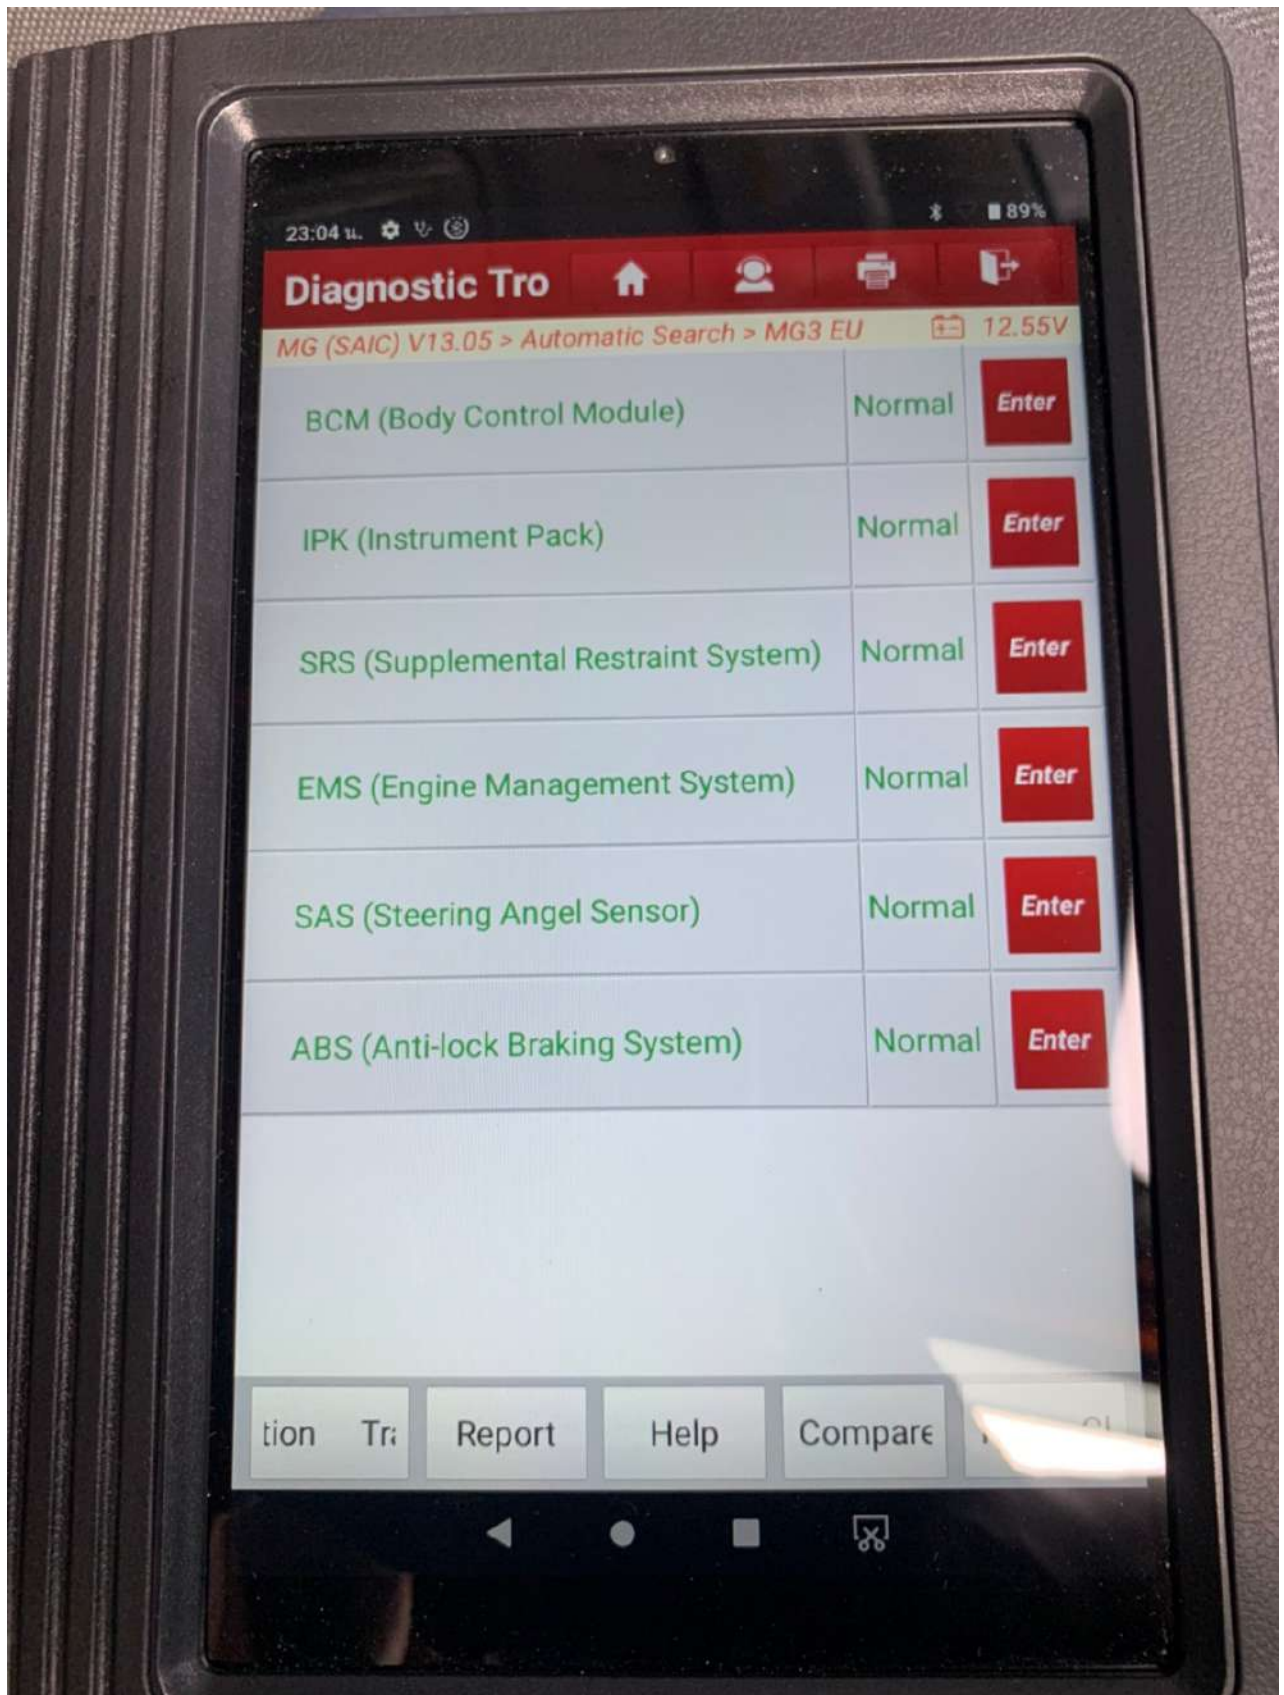 23:04 น. 89%
Diagnostic Tro
MG (SAIC) V13.05 > Automatic Search > MG3 EU 12.55V
BCM (Body Control Module) Normal Enter
IPK (Instrument Pack) Normal Enter
SRS (Supplemental Restraint System) Normal Enter
EMS (Engine Management System) Normal Enter
SAS (Steering Angel Sensor) Normal Enter
ABS (Anti-lock Braking System) Normal Enter
tion Tra Report Help Compare